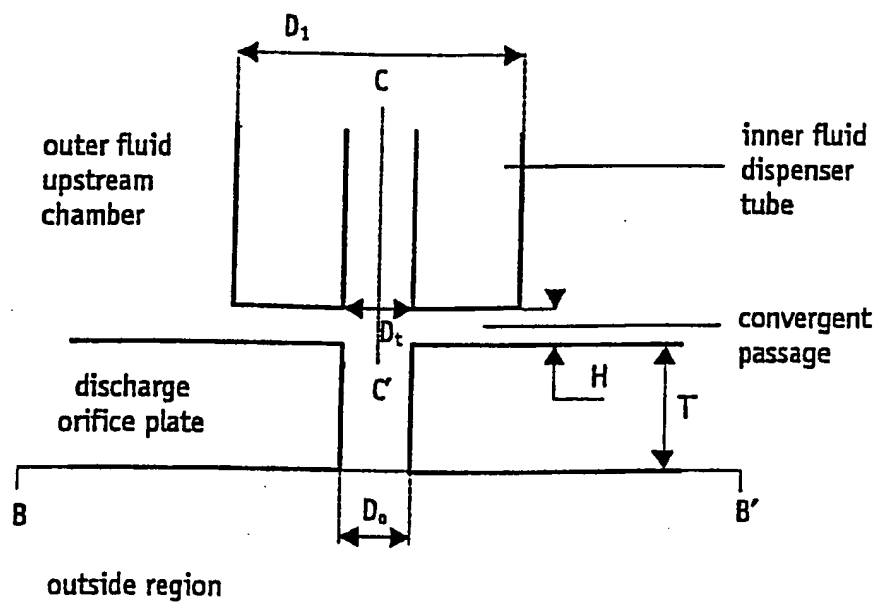 D₁
C
outer fluid
upstream
chamber
inner fluid
dispenser
tube
Dₜ
convergent
passage
C′
H
T
discharge
orifice plate
B
Dₒ
B′
outside region